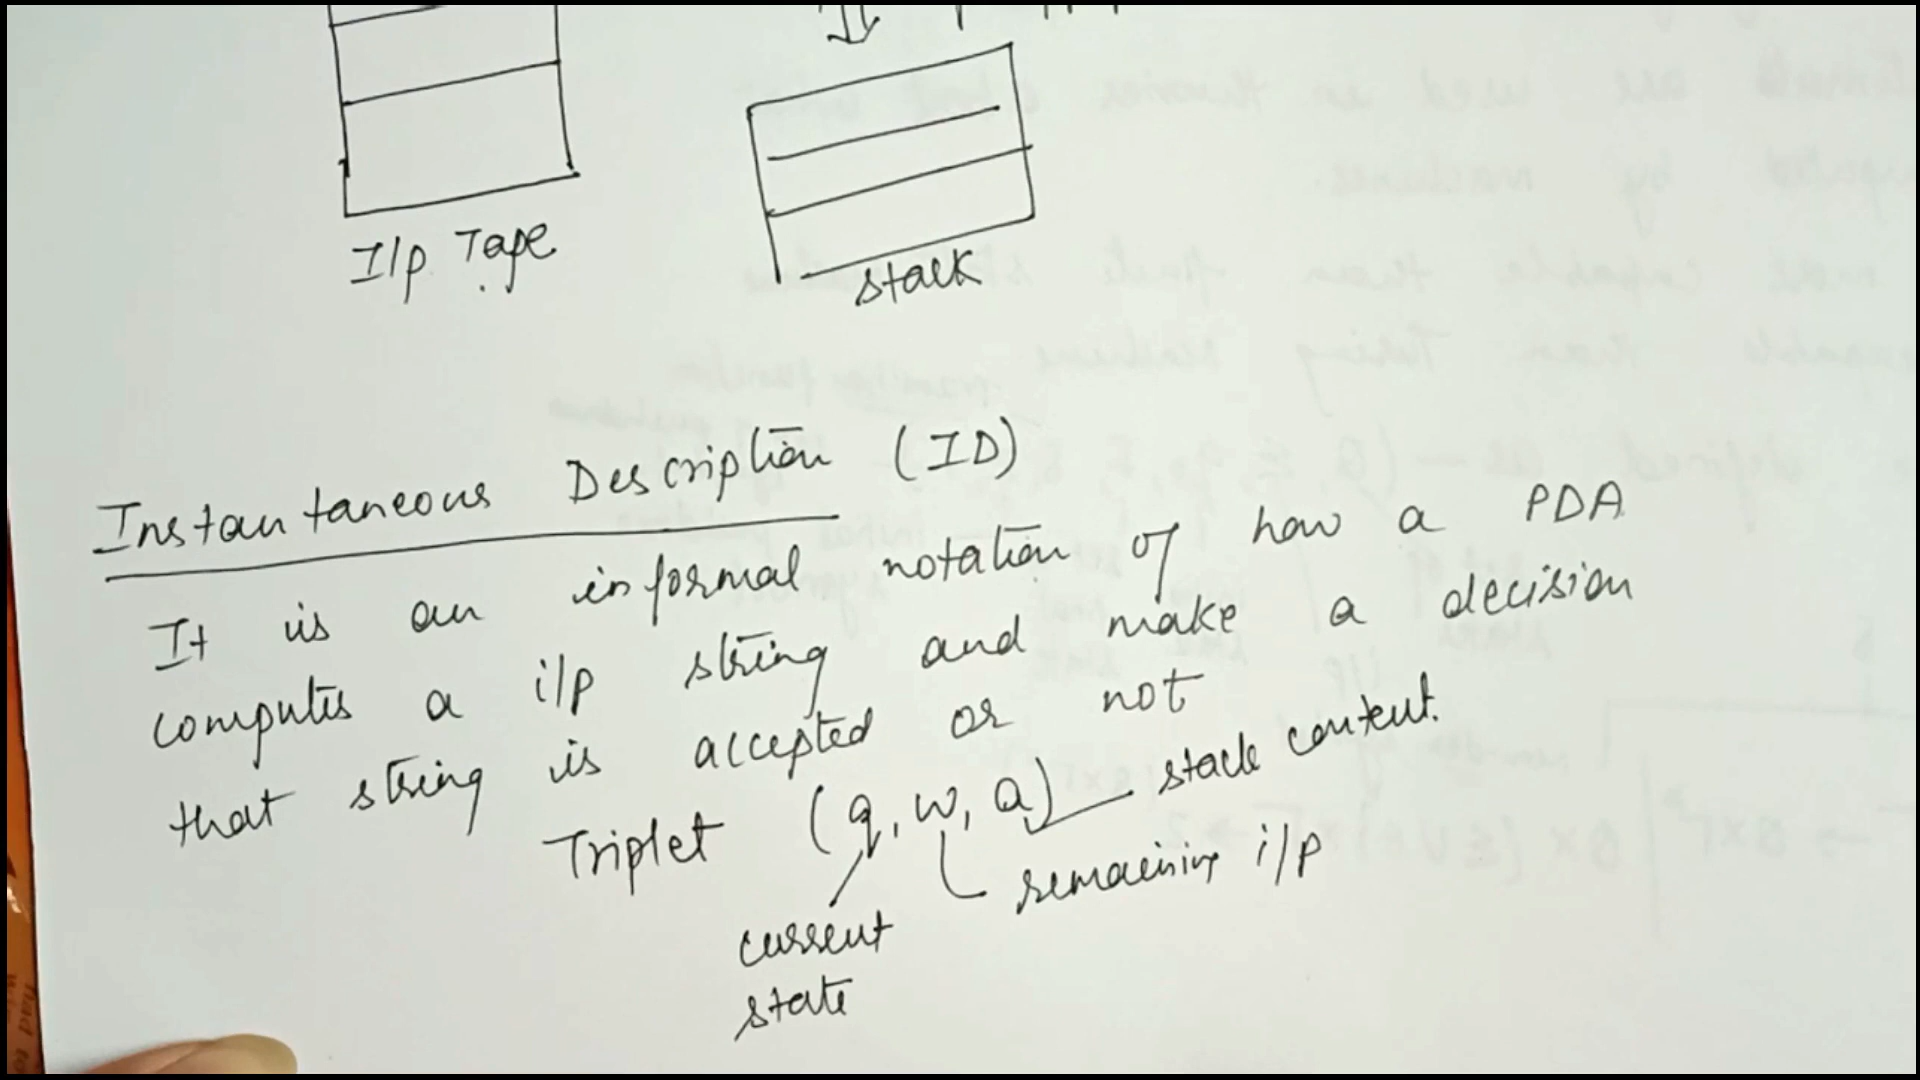 I/p Tape
stack
Instantaneous Description (ID)
It is an informal notation of how a PDA
computes a i/p string and make a decision
that string is accepted or not
Triplet (q, w, a) stack content.
remaining i/p
current
state